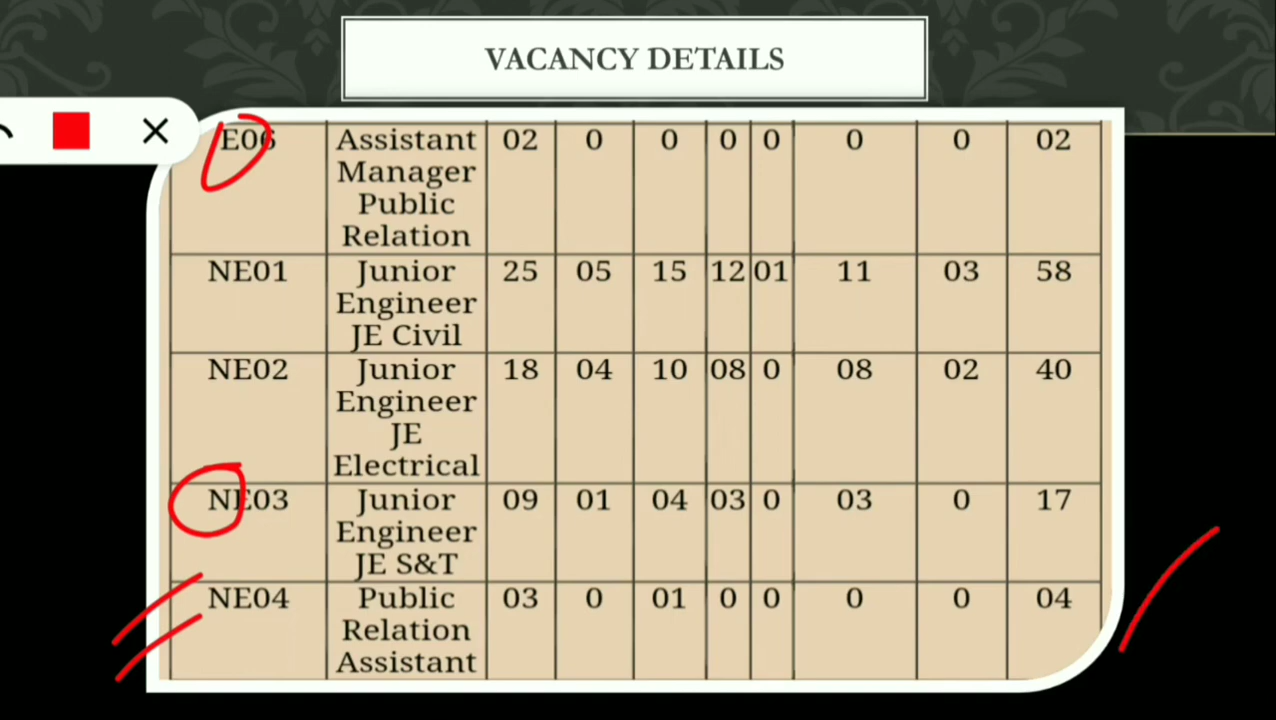 VACANCY DETAILS
E06 Assistant 02 0 0 0 0 0 0 02
Manager
Public
Relation
NE01 Junior 25 05 15 12 01 11 03 58
Engineer
JE Civil
NE02 Junior 18 04 10 08 0 08 02 40
Engineer
JE
Electrical
NE03 Junior 09 01 04 03 0 03 0 17
Engineer
JE S&T
NE04 Public 03 0 01 0 0 0 0 04
Relation
Assistant